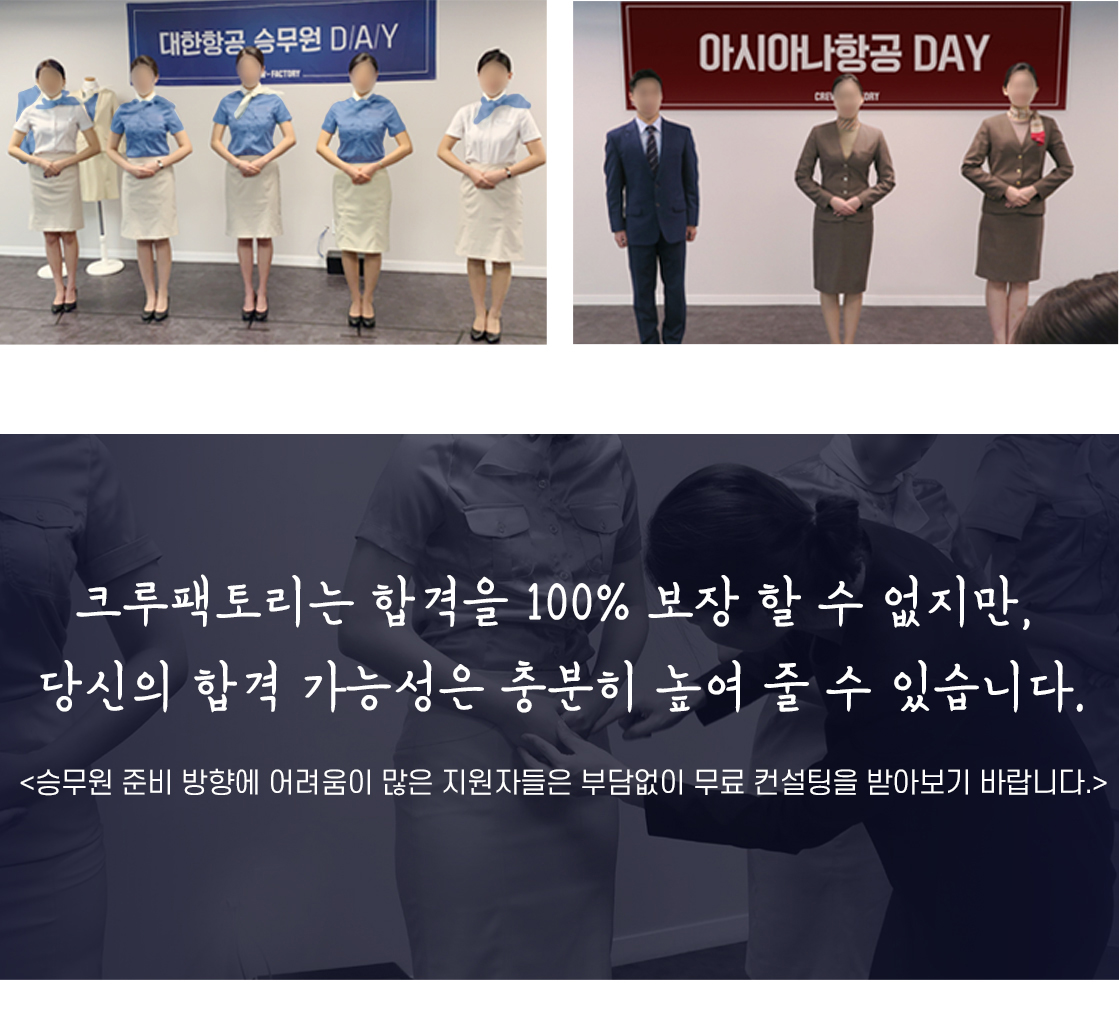 대한항공 승무원 D/A/Y
- FACTORY
아시아나항공 DAY
크루팩토리는 합격을 100% 보장 할 수 없지만,
당신의 합격 가능성은 충분히 높여 줄 수 있습니다.
<승무원 준비 방향에 어려움이 많은 지원자들은 부담없이 무료 컨설팅을 받아보기 바랍니다.>